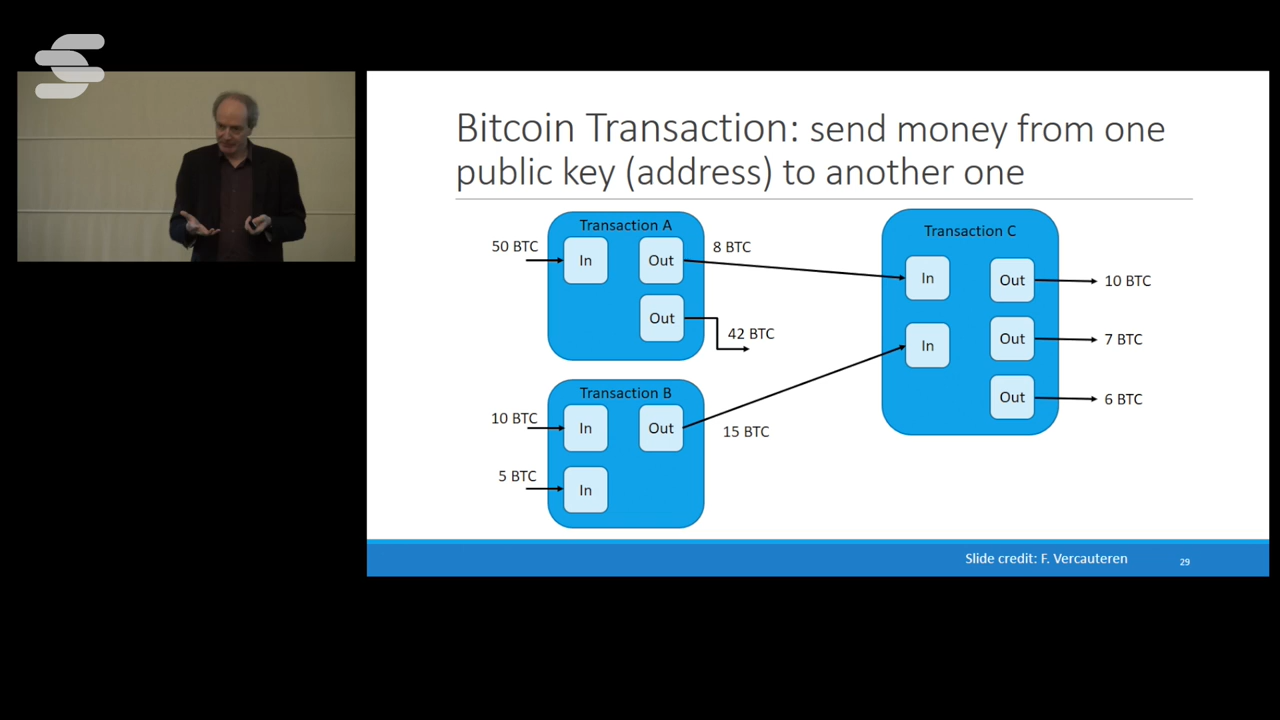 Bitcoin Transaction: send money from one
public key (address) to another one
Transaction A
50 BTC
In
Out
8 BTC
Out
42 BTC
Transaction B
10 BTC
In
Out
15 BTC
5 BTC
In
Transaction C
In
Out
10 BTC
In
Out
7 BTC
Out
6 BTC
Slide credit: F. Vercauteren
29